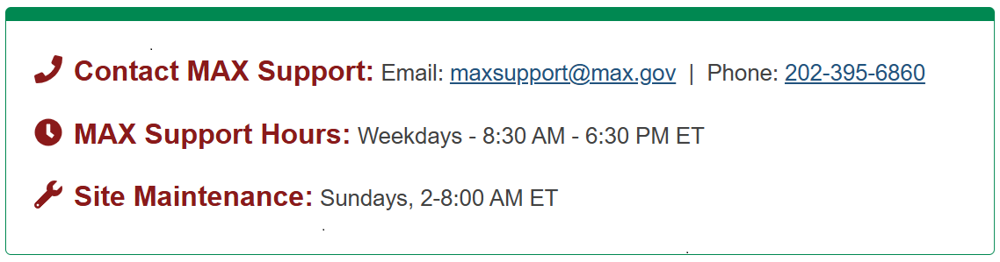 Contact MAX Support: Email: maxsupport@max.gov | Phone: 202-395-6860
MAX Support Hours: Weekdays - 8:30 AM - 6:30 PM ET
Site Maintenance: Sundays, 2-8:00 AM ET